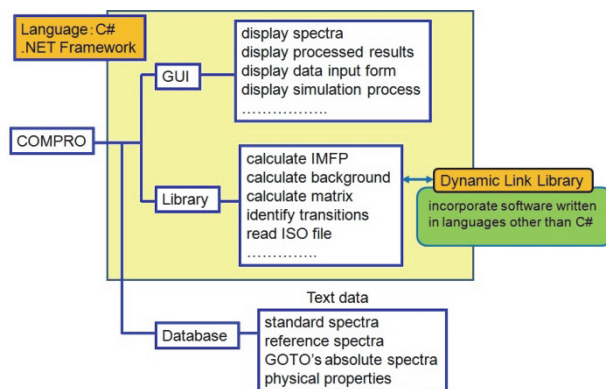 Language：C#
.NET Framework
GUI
display spectra
display processed results
display data input form
display simulation process
……………..
COMPRO
Library
calculate IMFP
calculate background
calculate matrix
identify transitions
read ISO file
…………..
Dynamic Link Library
incorporate software written
in languages other than C#
Text data
Database
standard spectra
reference spectra
GOTO's absolute spectra
physical properties